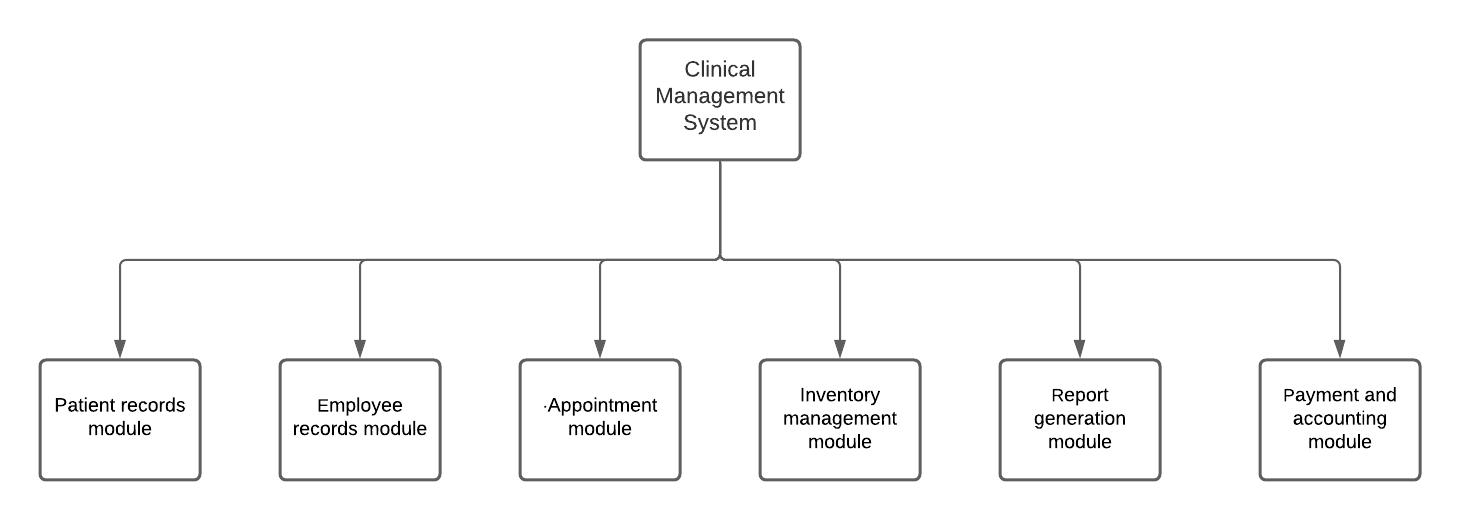 Clinical
Management
System
Patient records
module
Employee
records module
·Appointment
module
Inventory
management
module
Report
generation
module
Payment and
accounting
module